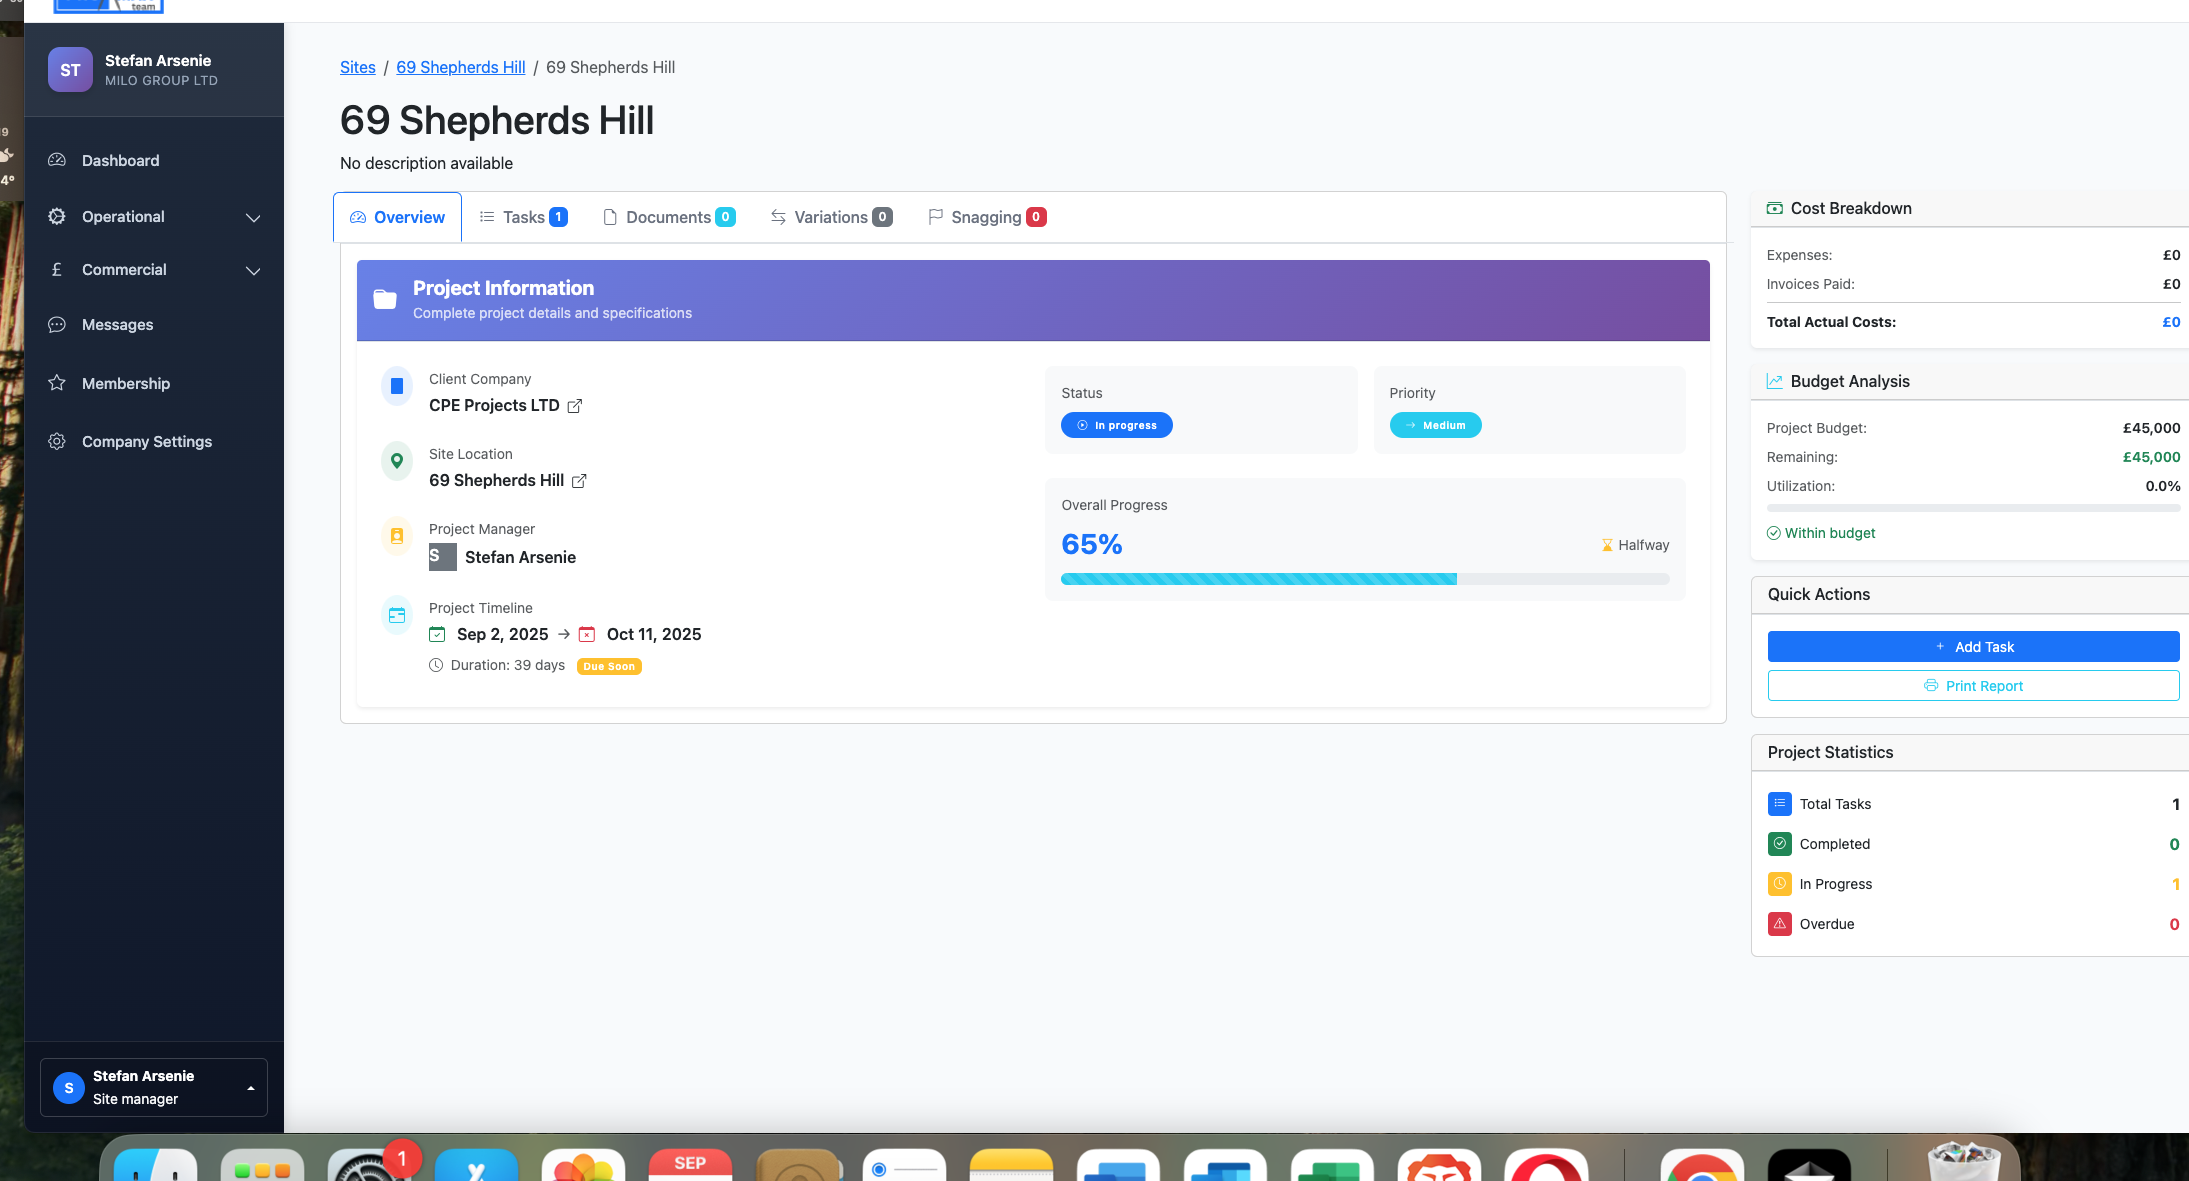 team
ST
Stefan Arsenie
MILO GROUP LTD
Dashboard
Operational
Commercial
Messages
Membership
Company Settings
S
Stefan Arsenie
Site manager
Sites / 69 Shepherds Hill / 69 Shepherds Hill
69 Shepherds Hill
No description available
Overview
Tasks 1
Documents 0
Variations 0
Snagging 0
Project Information
Complete project details and specifications
Client Company
CPE Projects LTD
Site Location
69 Shepherds Hill
Project Manager
S Stefan Arsenie
Project Timeline
Sep 2, 2025 → Oct 11, 2025
Duration: 39 days Due Soon
Status
In progress
Priority
Medium
Overall Progress
65%
Halfway
Cost Breakdown
Expenses: £0
Invoices Paid: £0
Total Actual Costs: £0
Budget Analysis
Project Budget: £45,000
Remaining: £45,000
Utilization: 0.0%
Within budget
Quick Actions
+ Add Task
Print Report
Project Statistics
Total Tasks 1
Completed 0
In Progress 1
Overdue 0
1
SEP